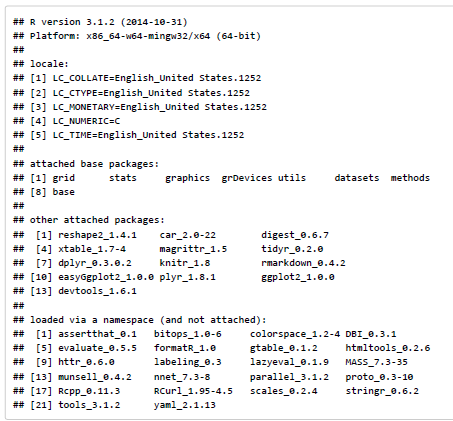 ## R version 3.1.2 (2014-10-31)
## Platform: x86_64-w64-mingw32/x64 (64-bit)
##
## locale:
## [1] LC_COLLATE=English_United States.1252
## [2] LC_CTYPE=English_United States.1252
## [3] LC_MONETARY=English_United States.1252
## [4] LC_NUMERIC=C
## [5] LC_TIME=English_United States.1252
##
## attached base packages:
## [1] grid      stats     graphics  grDevices utils     datasets  methods
## [8] base
##
## other attached packages:
##  [1] reshape2_1.4.1    car_2.0-22        digest_0.6.7
##  [4] xtable_1.7-4      magrittr_1.5      tidyr_0.2.0
##  [7] dplyr_0.3.0.2     knitr_1.8         rmarkdown_0.4.2
## [10] easyGgplot2_1.0.0 plyr_1.8.1        ggplot2_1.0.0
## [13] devtools_1.6.1
##
## loaded via a namespace (and not attached):
##  [1] assertthat_0.1   bitops_1.0-6     colorspace_1.2-4 DBI_0.3.1
##  [5] evaluate_0.5.5   formatR_1.0      gtable_0.1.2     htmltools_0.2.6
##  [9] httr_0.6.0       labeling_0.3     lazyeval_0.1.9   MASS_7.3-35
## [13] munsell_0.4.2    nnet_7.3-8       parallel_3.1.2   proto_0.3-10
## [17] Rcpp_0.11.3      RCurl_1.95-4.5   scales_0.2.4     stringr_0.6.2
## [21] tools_3.1.2      yaml_2.1.13